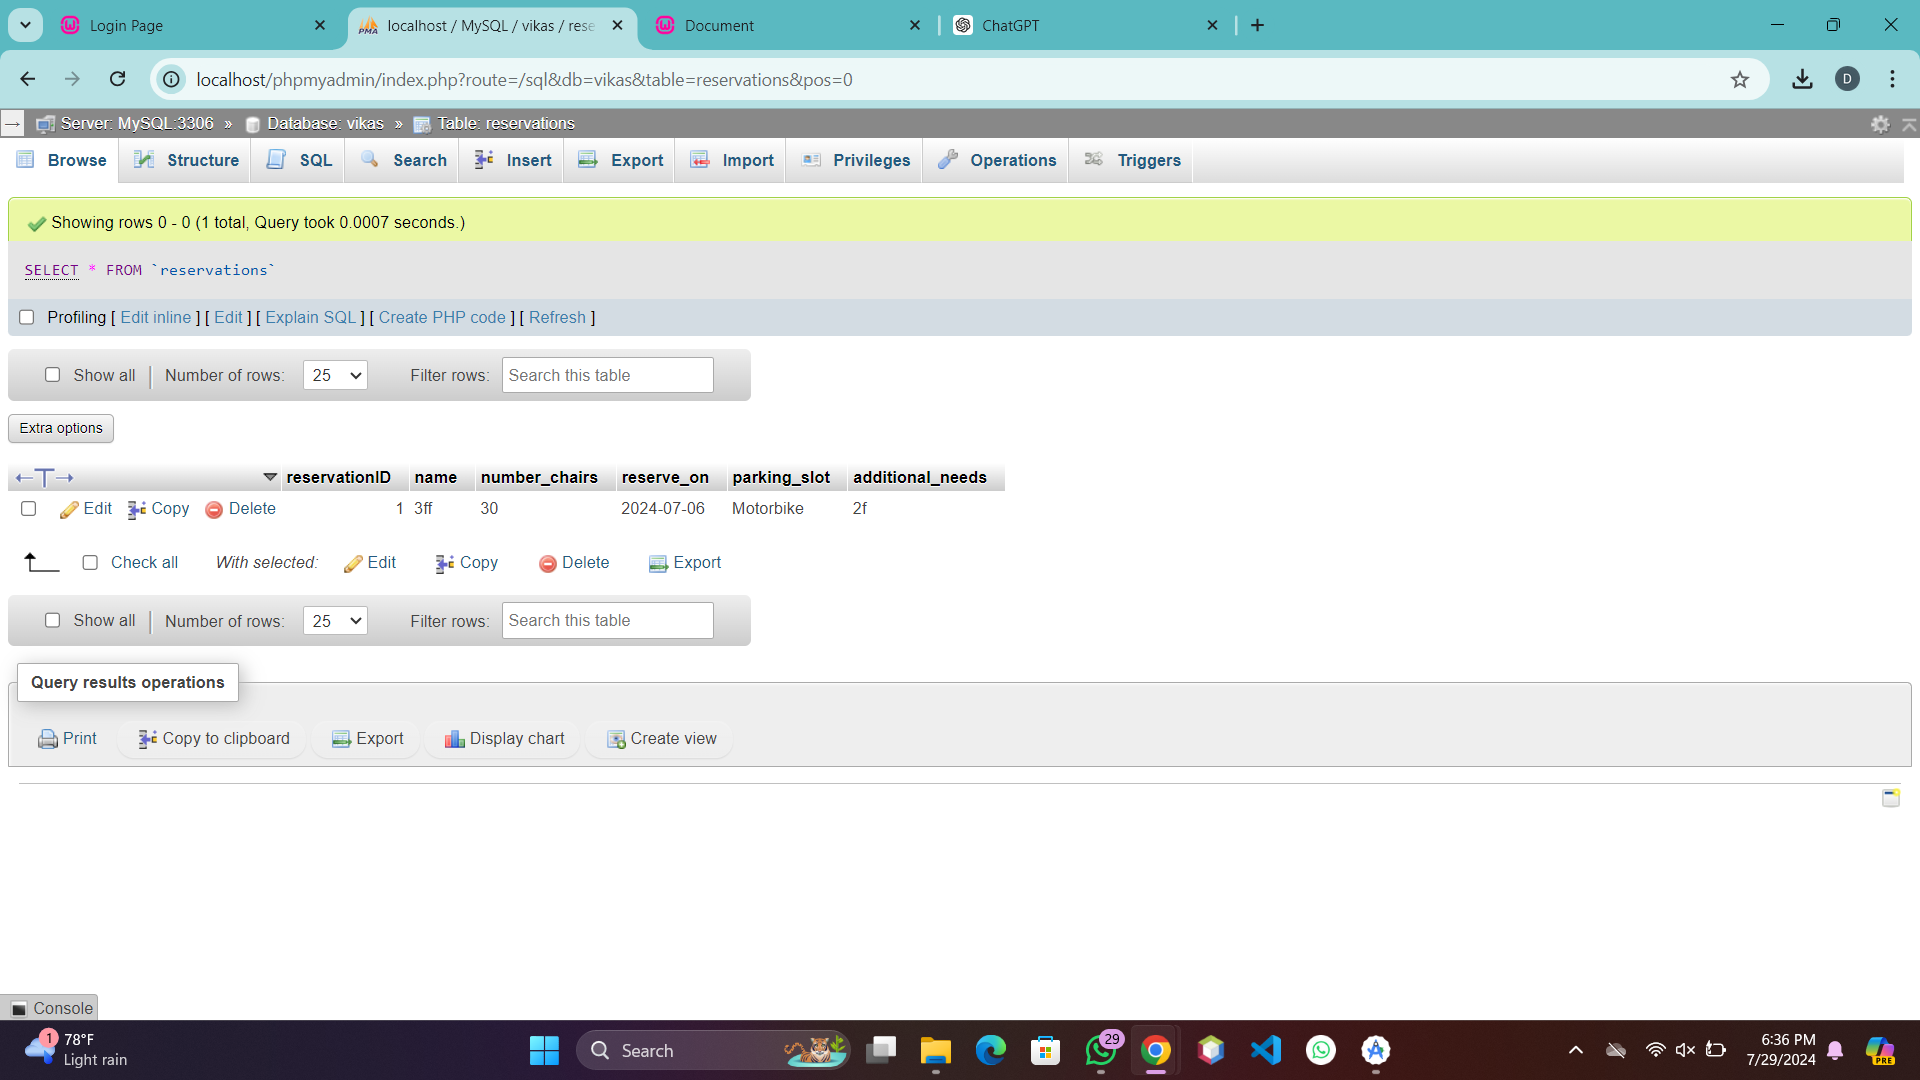 Login Page
localhost / MySQL / vikas / rese
Document
ChatGPT
localhost/phpmyadmin/index.php?route=/sql&db=vikas&table=reservations&pos=0
D
Server: MySQL:3306 » Database: vikas » Table: reservations
Browse Structure SQL Search Insert Export Import Privileges Operations Triggers
Showing rows 0 - 0 (1 total, Query took 0.0007 seconds.)
SELECT * FROM `reservations`
Profiling [ Edit inline ] [ Edit ] [ Explain SQL ] [ Create PHP code ] [ Refresh ]
Show all | Number of rows: 25 Filter rows: Search this table
Extra options
←T→ reservationID name number_chairs reserve_on parking_slot additional_needs
Edit Copy Delete 1 3ff 30 2024-07-06 Motorbike 2f
Check all With selected: Edit Copy Delete Export
Show all | Number of rows: 25 Filter rows: Search this table
Query results operations
Print Copy to clipboard Export Display chart Create view
Console
1 78°F
Light rain
Search
29
6:36 PM
7/29/2024
PRE